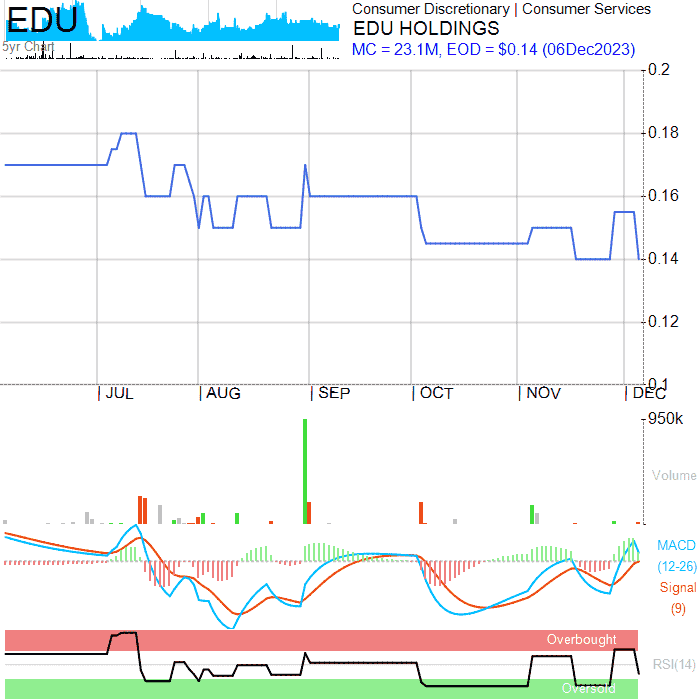 EDU
5yr Chart
Consumer Discretionary | Consumer Services
EDU HOLDINGS
MC = 23.1M, EOD = $0.14 (06Dec2023)
0.2
0.18
0.16
0.14
0.12
0.1
| JUL | AUG | SEP | OCT | NOV | DEC
950k
Volume
MACD
(12-26)
Signal
(9)
Overbought
RSI(14)
Oversold